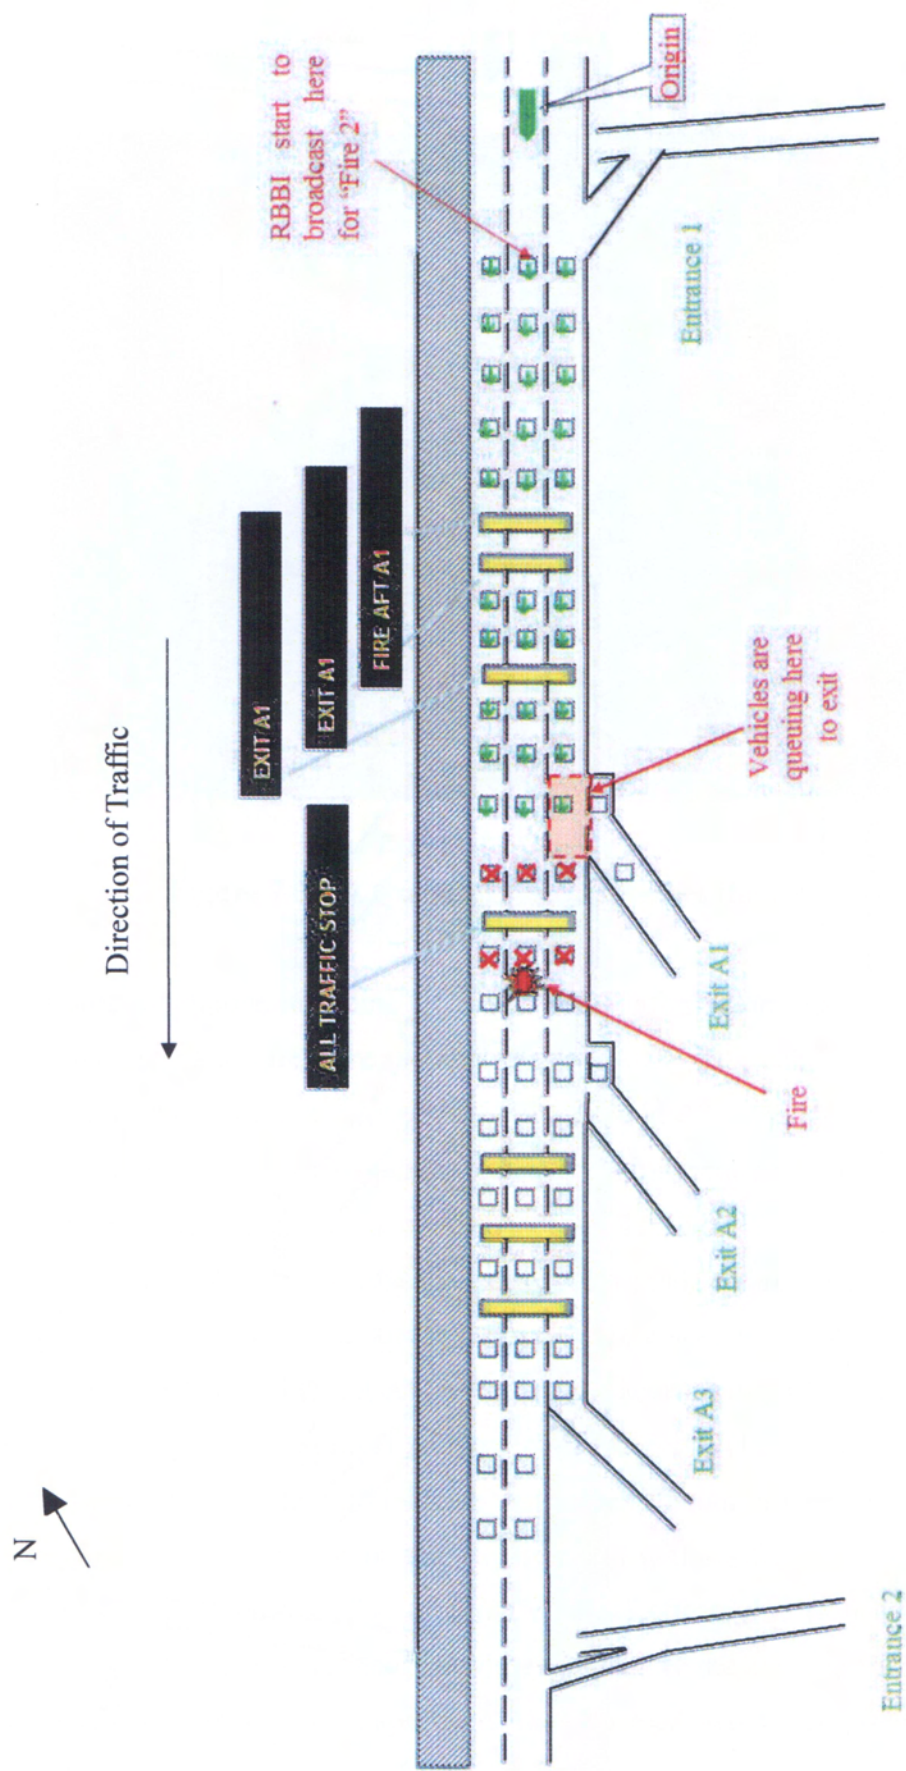 N
Direction of Traffic
RBBI start to
broadcast here
for “Fire 2”
EXIT A1
EXIT A1
FIRE AFT A1
ALL TRAFFIC STOP
Origin
Entrance 1
Vehicles are
queuing here
to exit
Exit A1
Fire
Exit A2
Exit A3
Entrance 2